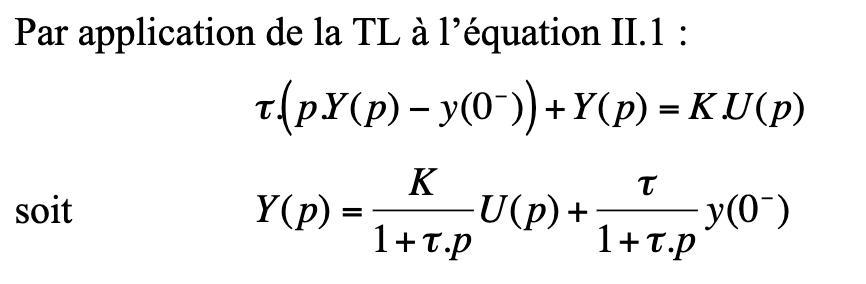 Par application de la TL à l'équation II.1 :
τ.(p.Y(p) − y(0⁻)) + Y(p) = K.U(p)
soit Y(p) = K/(1+τ.p) U(p) + τ/(1+τ.p) y(0⁻)